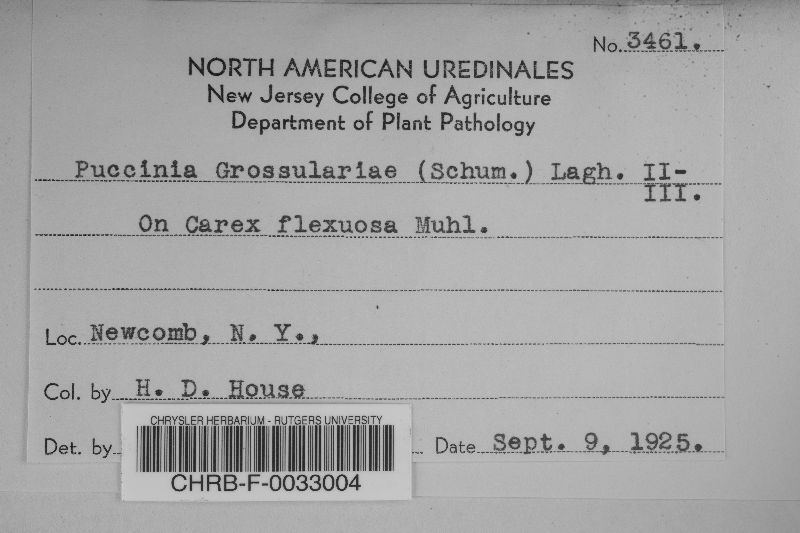 No. 3461.
NORTH AMERICAN UREDINALES
New Jersey College of Agriculture
Department of Plant Pathology
Puccinia Grossulariae (Schum.) Lagh. II-
III.
On Carex flexuosa Muhl.
Loc. Newcomb, N. Y.,
Col. by H. D. House
Det. by Date Sept. 9, 1925.
CHRYSLER HERBARIUM - RUTGERS UNIVERSITY
CHRB-F-0033004